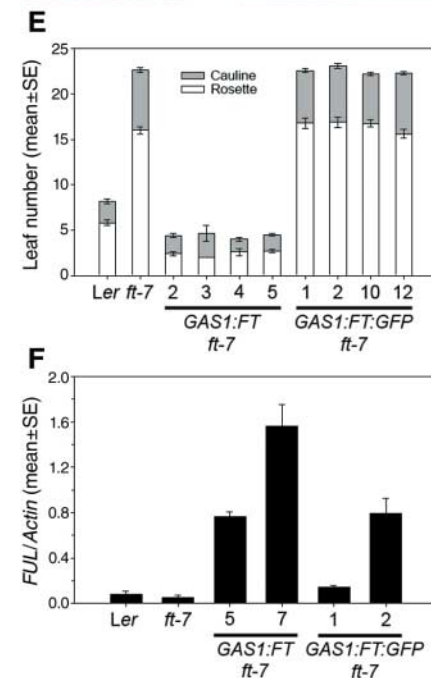 E
Leaf number (mean±SE)
25
20
15
10
5
0
Cauline
Rosette
Ler ft-7 2 3 4 5 1 2 10 12
GAS1:FT GAS1:FT:GFP
ft-7 ft-7
F
FUL/Actin (mean±SE)
2.0
1.6
1.2
0.8
0.4
0.0
Ler ft-7 5 7 1 2
GAS1:FT GAS1:FT:GFP
ft-7 ft-7